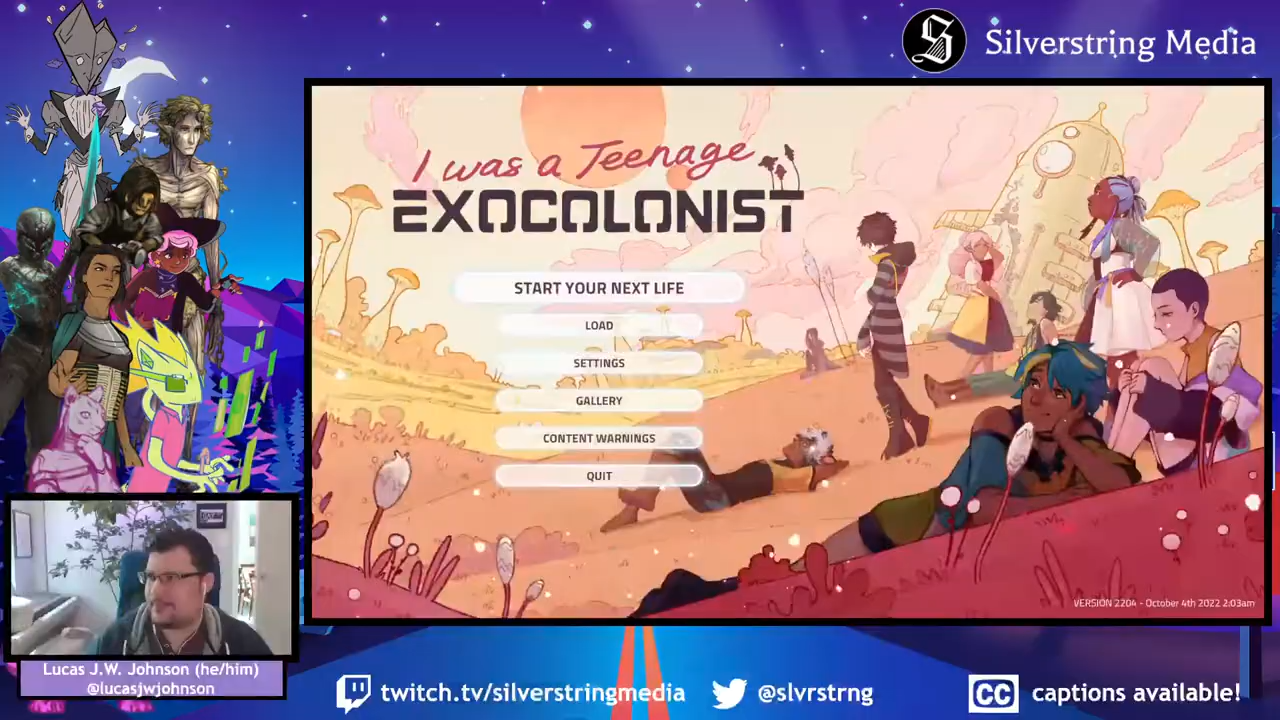 Silverstring Media
I was a Teenage
EXOCOLONIST
START YOUR NEXT LIFE
LOAD
SETTINGS
GALLERY
CONTENT WARNINGS
QUIT
VERSION 2204 - October 4th 2022 2:03am
Lucas J.W. Johnson (he/him)
@lucasjwjohnson
twitch.tv/silverstringmedia
@slvrstrng
CC captions available!